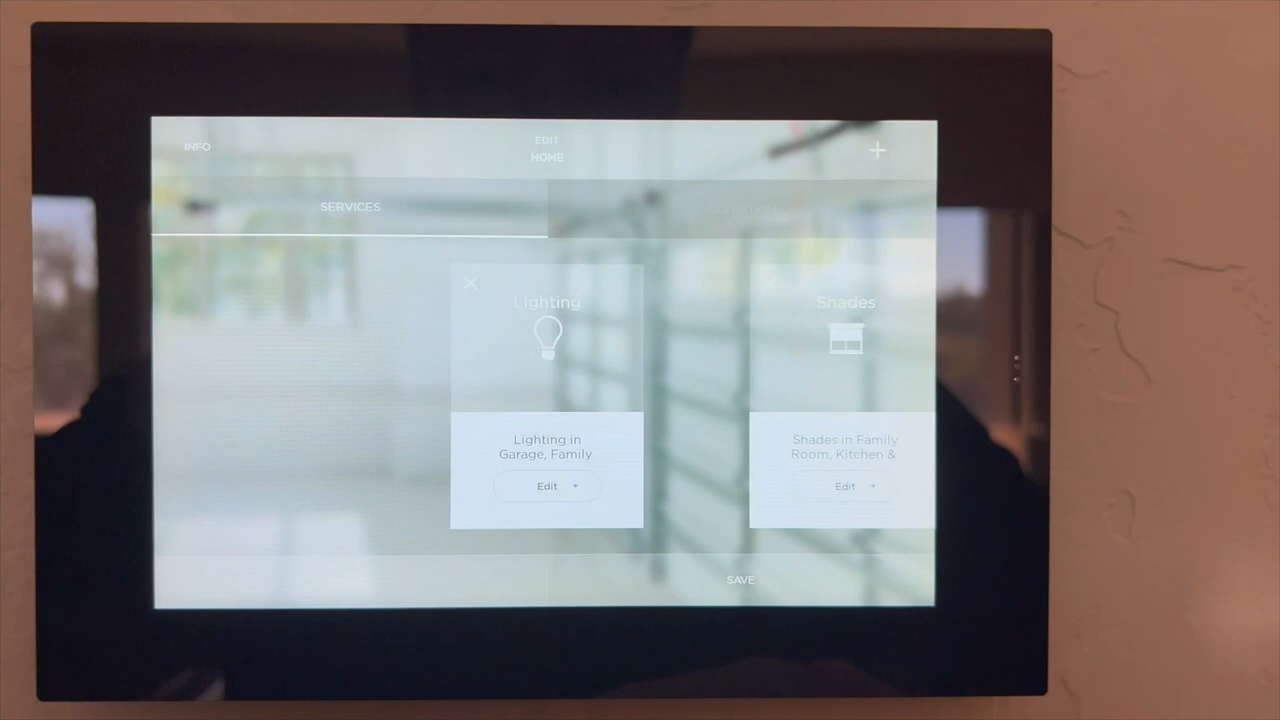 INFO
EDIT
HOME
SERVICES
Lighting
Shades
Lighting in
Garage, Family
Edit
Shades in Family
Room, Kitchen &
Edit
SAVE